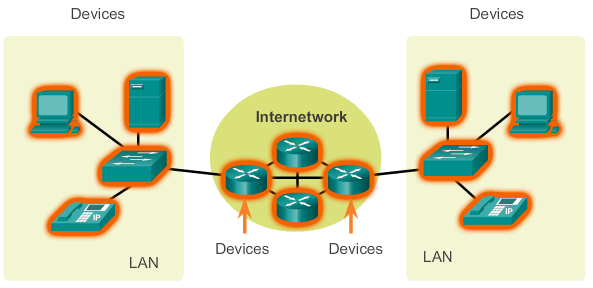 Devices
Devices
Internetwork
IP
IP
Devices
Devices
LAN
LAN